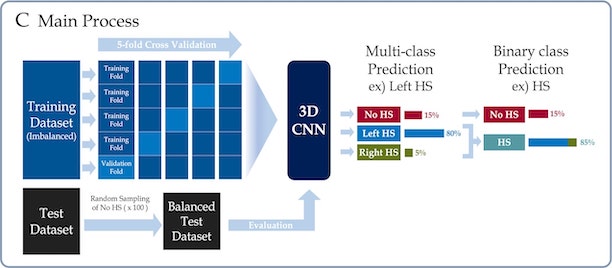 C Main Process
5-fold Cross Validation
Training
Dataset
(Imbalanced)
Training
Fold
Training
Fold
Training
Fold
Training
Fold
Validation
Fold
3D
CNN
Multi-class
Prediction
ex) Left HS
No HS 15%
Left HS 80%
Right HS 5%
Binary class
Prediction
ex) HS
No HS 15%
HS 85%
Test
Dataset
Random Sampling
of No HS ( x 100 )
Balanced
Test
Dataset
Evaluation